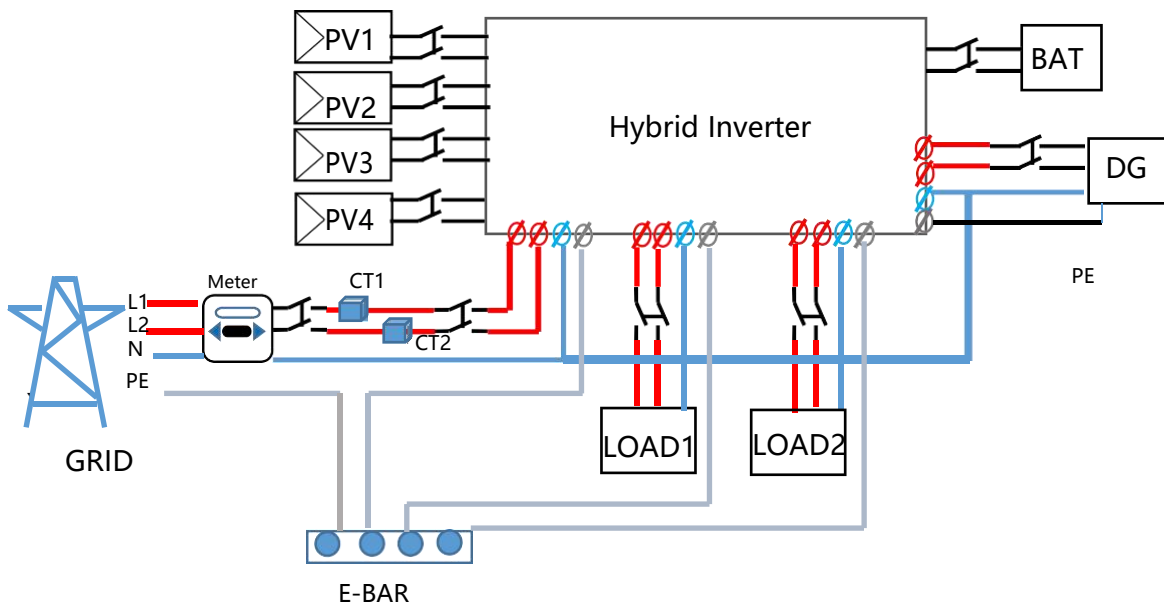 PV1
PV2
PV3
PV4
Hybrid Inverter
BAT
DG
PE
Meter
CT1
CT2
L1
L2
N
PE
GRID
LOAD1
LOAD2
E-BAR